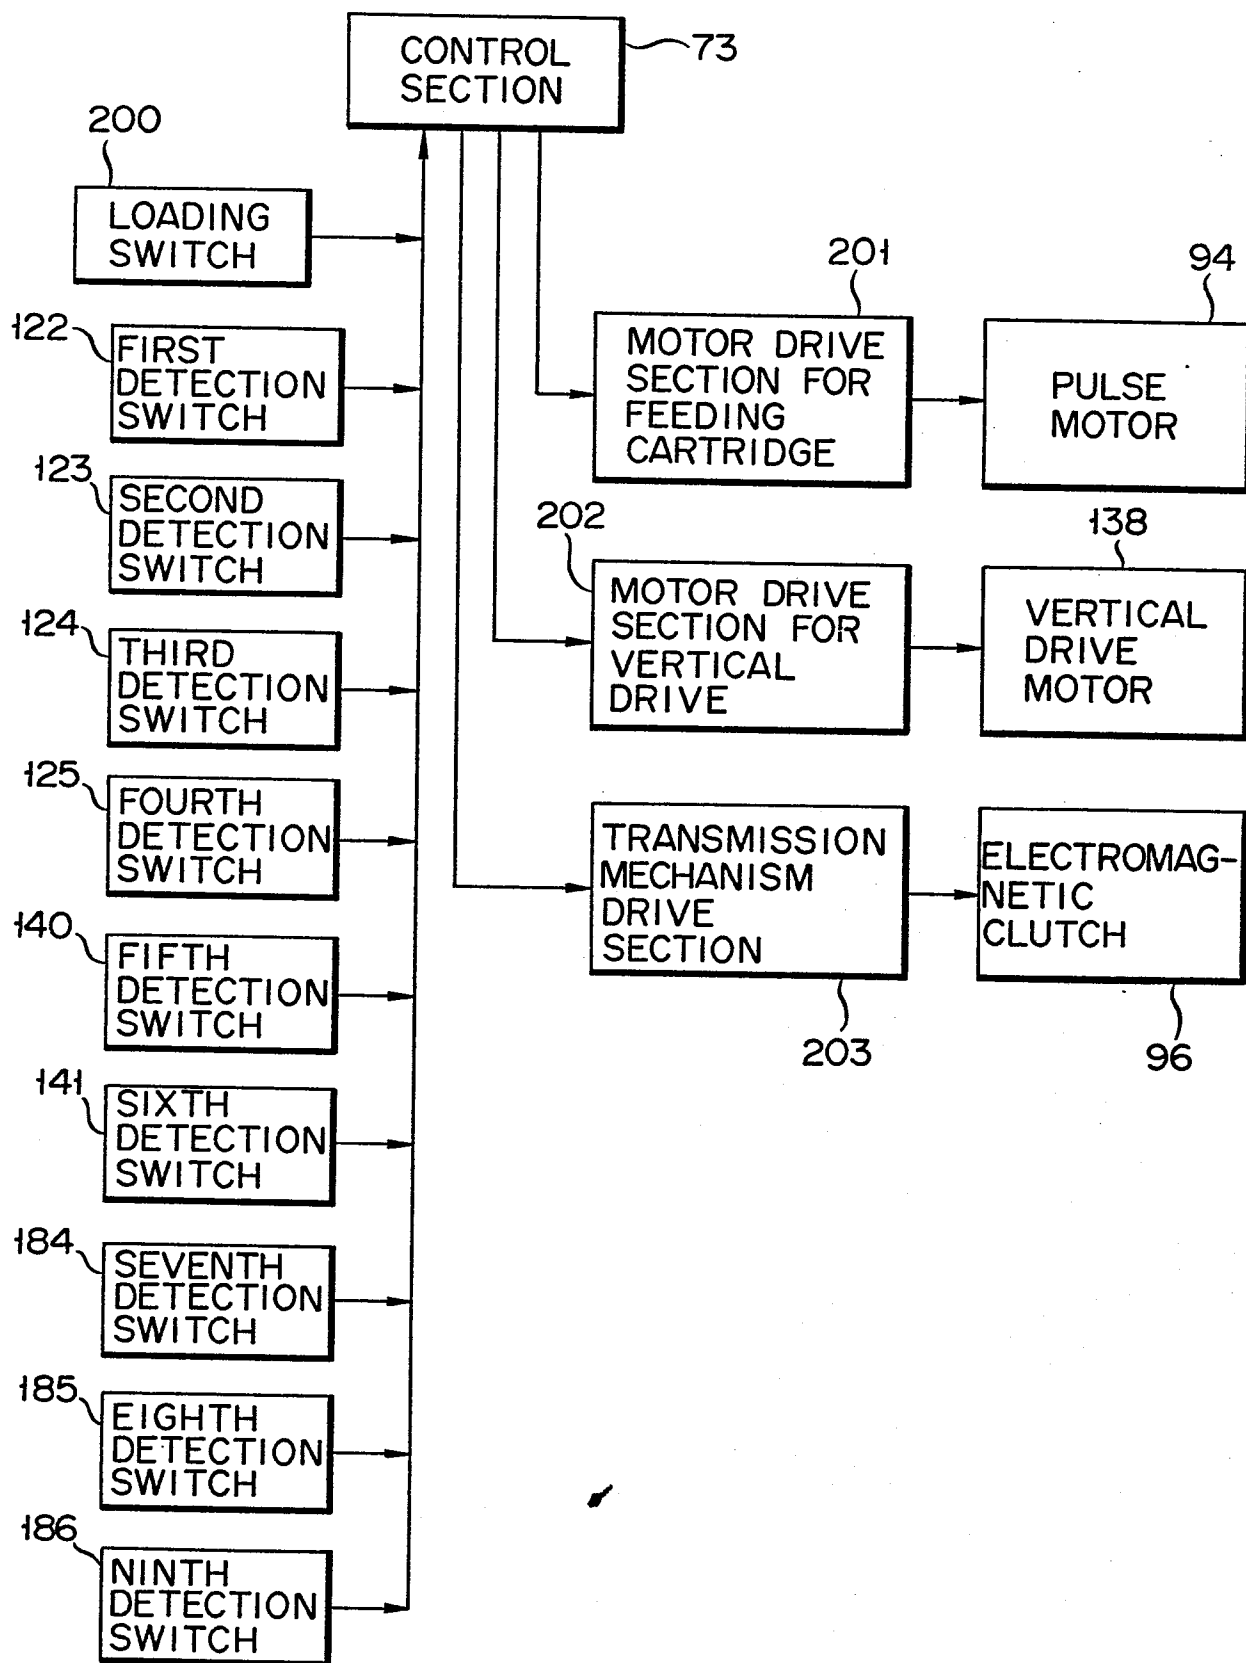 CONTROL
SECTION
73
200
LOADING
SWITCH
122
FIRST
DETECTION
SWITCH
123
SECOND
DETECTION
SWITCH
124
THIRD
DETECTION
SWITCH
125
FOURTH
DETECTION
SWITCH
140
FIFTH
DETECTION
SWITCH
141
SIXTH
DETECTION
SWITCH
184
SEVENTH
DETECTION
SWITCH
185
EIGHTH
DETECTION
SWITCH
186
NINTH
DETECTION
SWITCH
201
MOTOR DRIVE
SECTION FOR
FEEDING
CARTRIDGE
94
PULSE
MOTOR
202
MOTOR DRIVE
SECTION FOR
VERTICAL
DRIVE
138
VERTICAL
DRIVE
MOTOR
TRANSMISSION
MECHANISM
DRIVE
SECTION
203
ELECTROMAG-
NETIC
CLUTCH
96